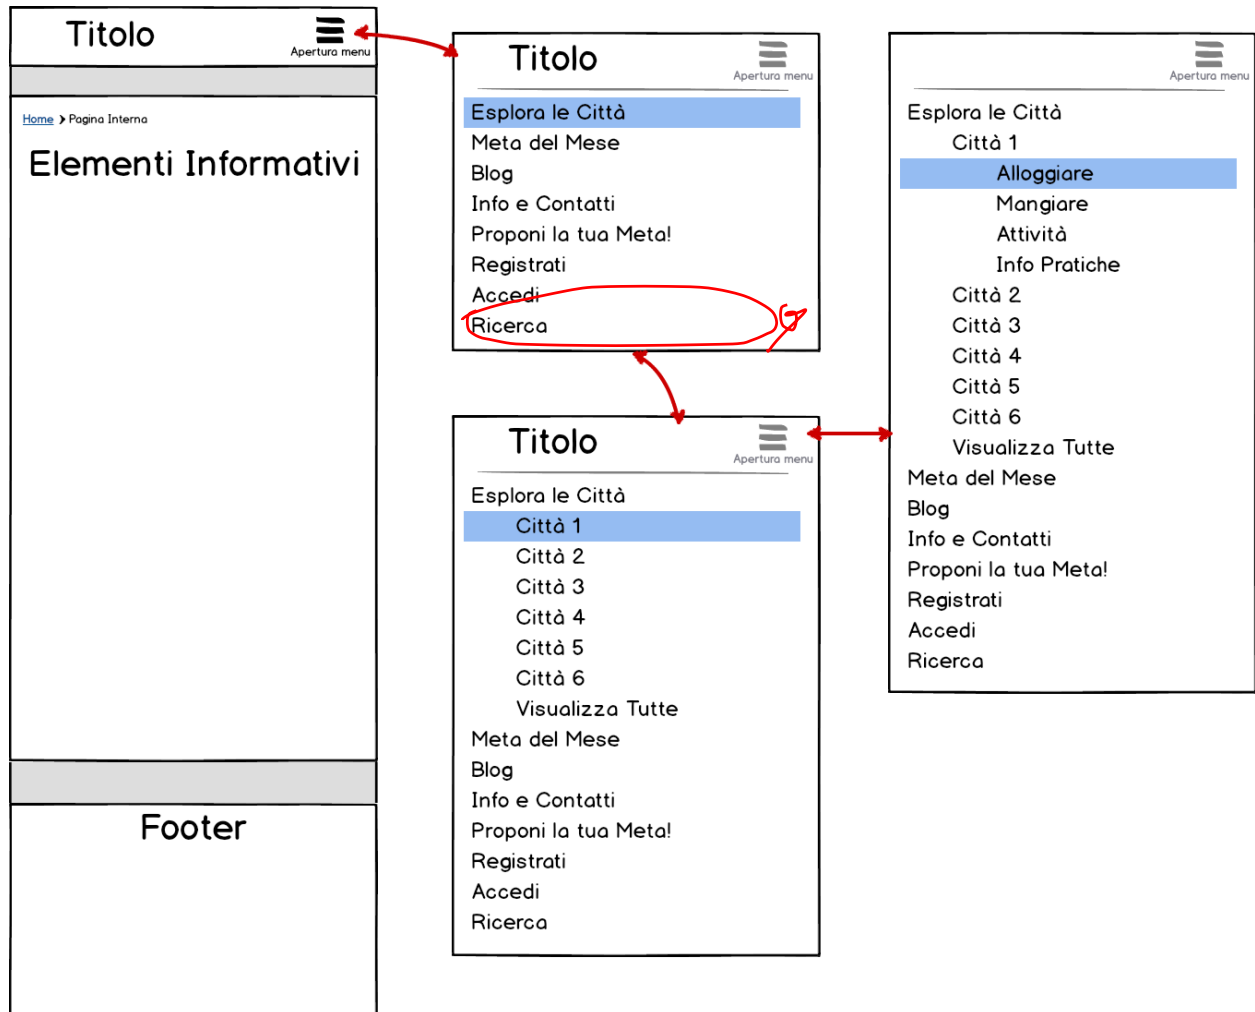 Titolo
Apertura menu
Home > Pagina Interna
Elementi Informativi
Footer
Titolo
Apertura menu
Esplora le Città
Meta del Mese
Blog
Info e Contatti
Proponi la tua Meta!
Registrati
Accedi
Ricerca
Titolo
Apertura menu
Esplora le Città
Città 1
Città 2
Città 3
Città 4
Città 5
Città 6
Visualizza Tutte
Meta del Mese
Blog
Info e Contatti
Proponi la tua Meta!
Registrati
Accedi
Ricerca
Apertura menu
Esplora le Città
Città 1
Alloggiare
Mangiare
Attività
Info Pratiche
Città 2
Città 3
Città 4
Città 5
Città 6
Visualizza Tutte
Meta del Mese
Blog
Info e Contatti
Proponi la tua Meta!
Registrati
Accedi
Ricerca